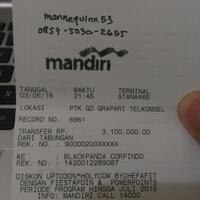 mannequinn 53
0857-5030-2655
mandiri
TANGGAL WAKTU TERMINAL
03/06/15 21:46 S1ANA465
LOKASI PTK GD GRAPARI TELKOMSEL
RECORD NO. 6961
TRANSFER RP. 3,100,000.00
DARI TABUNGAN
REK. NO. : 90000200XXXXX
KE : BLACKPANDA CORPINDO
REK. NO. : 1420012289087
DISKON UPTO30%*HOLYCOW BYCHEFAFIT
DENGAN FIESTAPOIN & POWERPOINTS
PERIODE PROGRAM HINGGA JULI 2015
INFO: MANDIRI CALL 14000